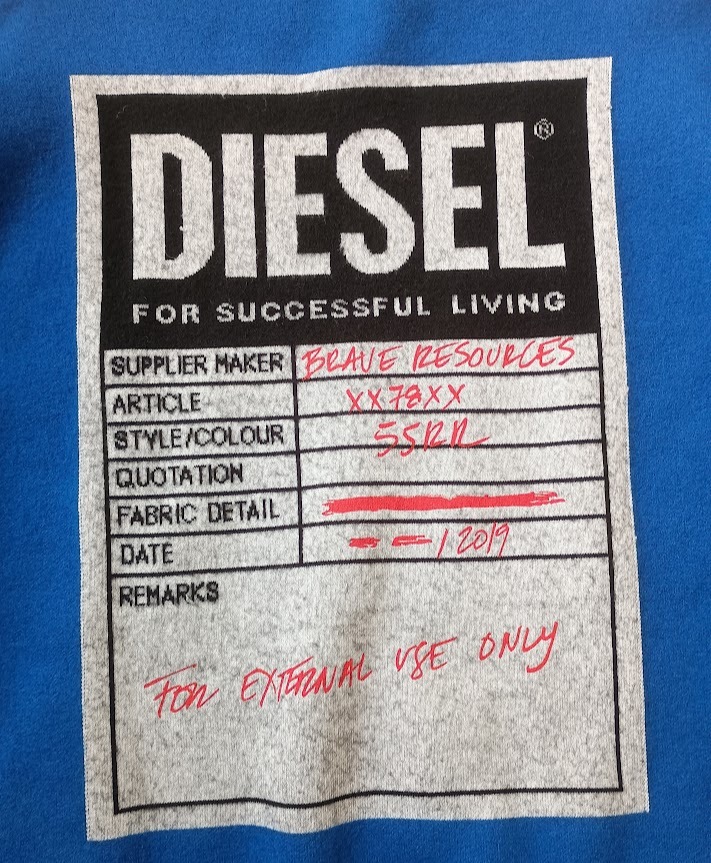 DIESEL®
FOR SUCCESSFUL LIVING
SUPPLIER MAKER BRAVE RESOURCES
ARTICLE XX78XX
STYLE/COLOUR 55RR
QUOTATION
FABRIC DETAIL
DATE /2019
REMARKS
FOR EXTERNAL USE ONLY